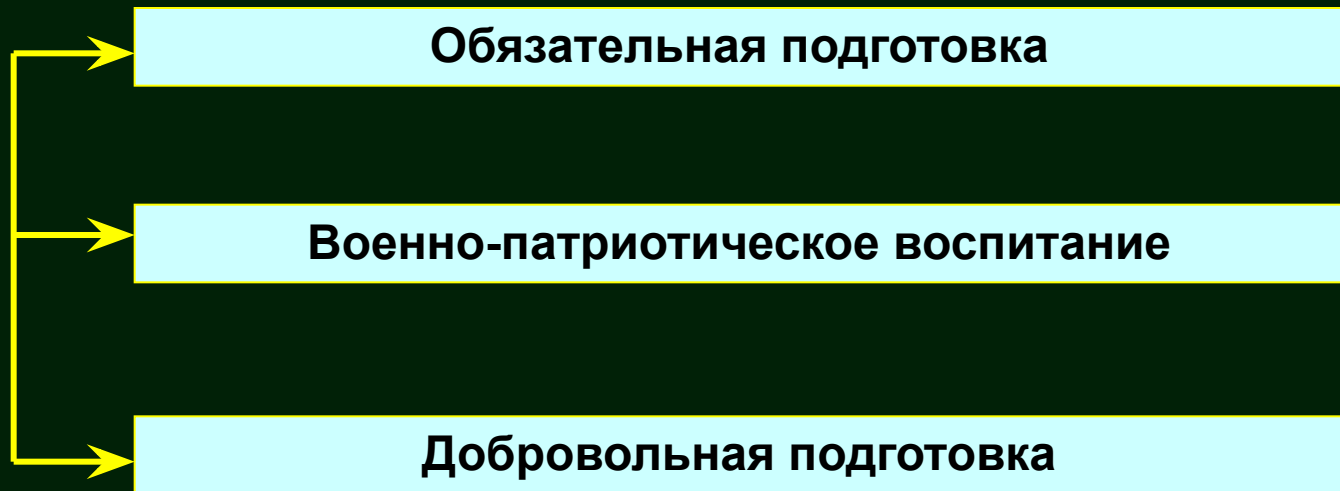 Обязательная подготовка
Военно-патриотическое воспитание
Добровольная подготовка